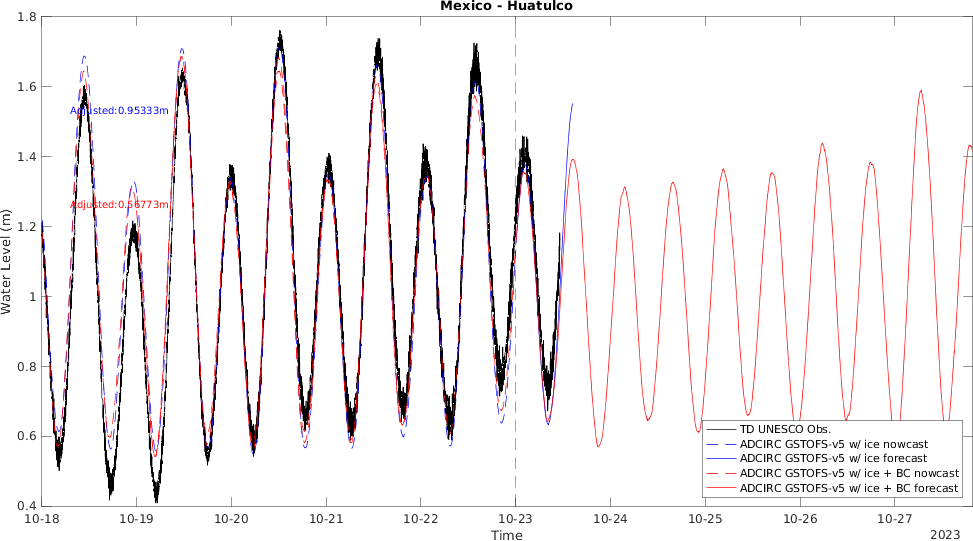 Mexico - Huatulco
1.8
1.6
1.4
1.2
1
0.8
0.6
0.4
Water Level (m)
Adjusted:0.95333m
Adjusted:0.56773m
TD UNESCO Obs.
ADCIRC GSTOFS-v5 w/ ice nowcast
ADCIRC GSTOFS-v5 w/ ice forecast
ADCIRC GSTOFS-v5 w/ ice + BC nowcast
ADCIRC GSTOFS-v5 w/ ice + BC forecast
10-18 10-19 10-20 10-21 10-22 10-23 10-24 10-25 10-26 10-27
Time
2023